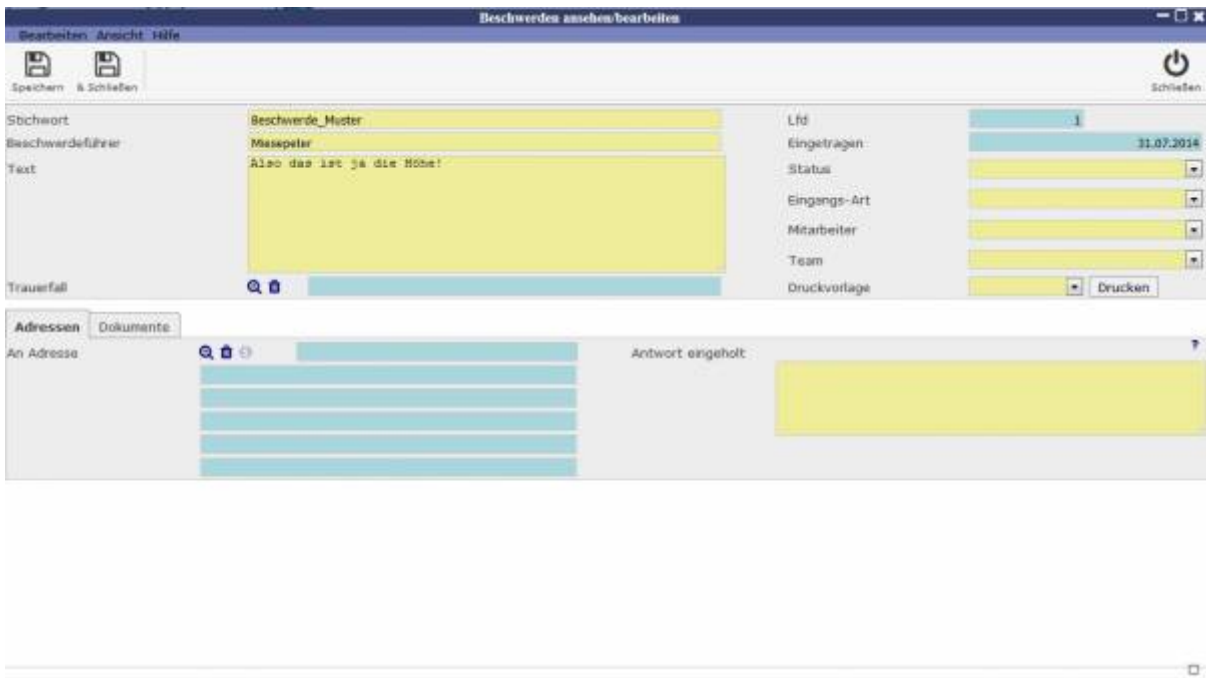 Beschwerden ansehen/bearbeiten
Bearbeiten Ansicht Hilfe
Speichern & Schließen Schließen
Stichwort Beschwerde_Muster Lfd 1
Beschwerdeführer Miesepeter Eingetragen 31.07.2014
Text Also das ist ja die Höhe! Status
Eingangs-Art
Mitarbeiter
Team
Trauerfall Druckvorlage Drucken
Adressen Dokumente
An Adresse Antwort eingeholt ?